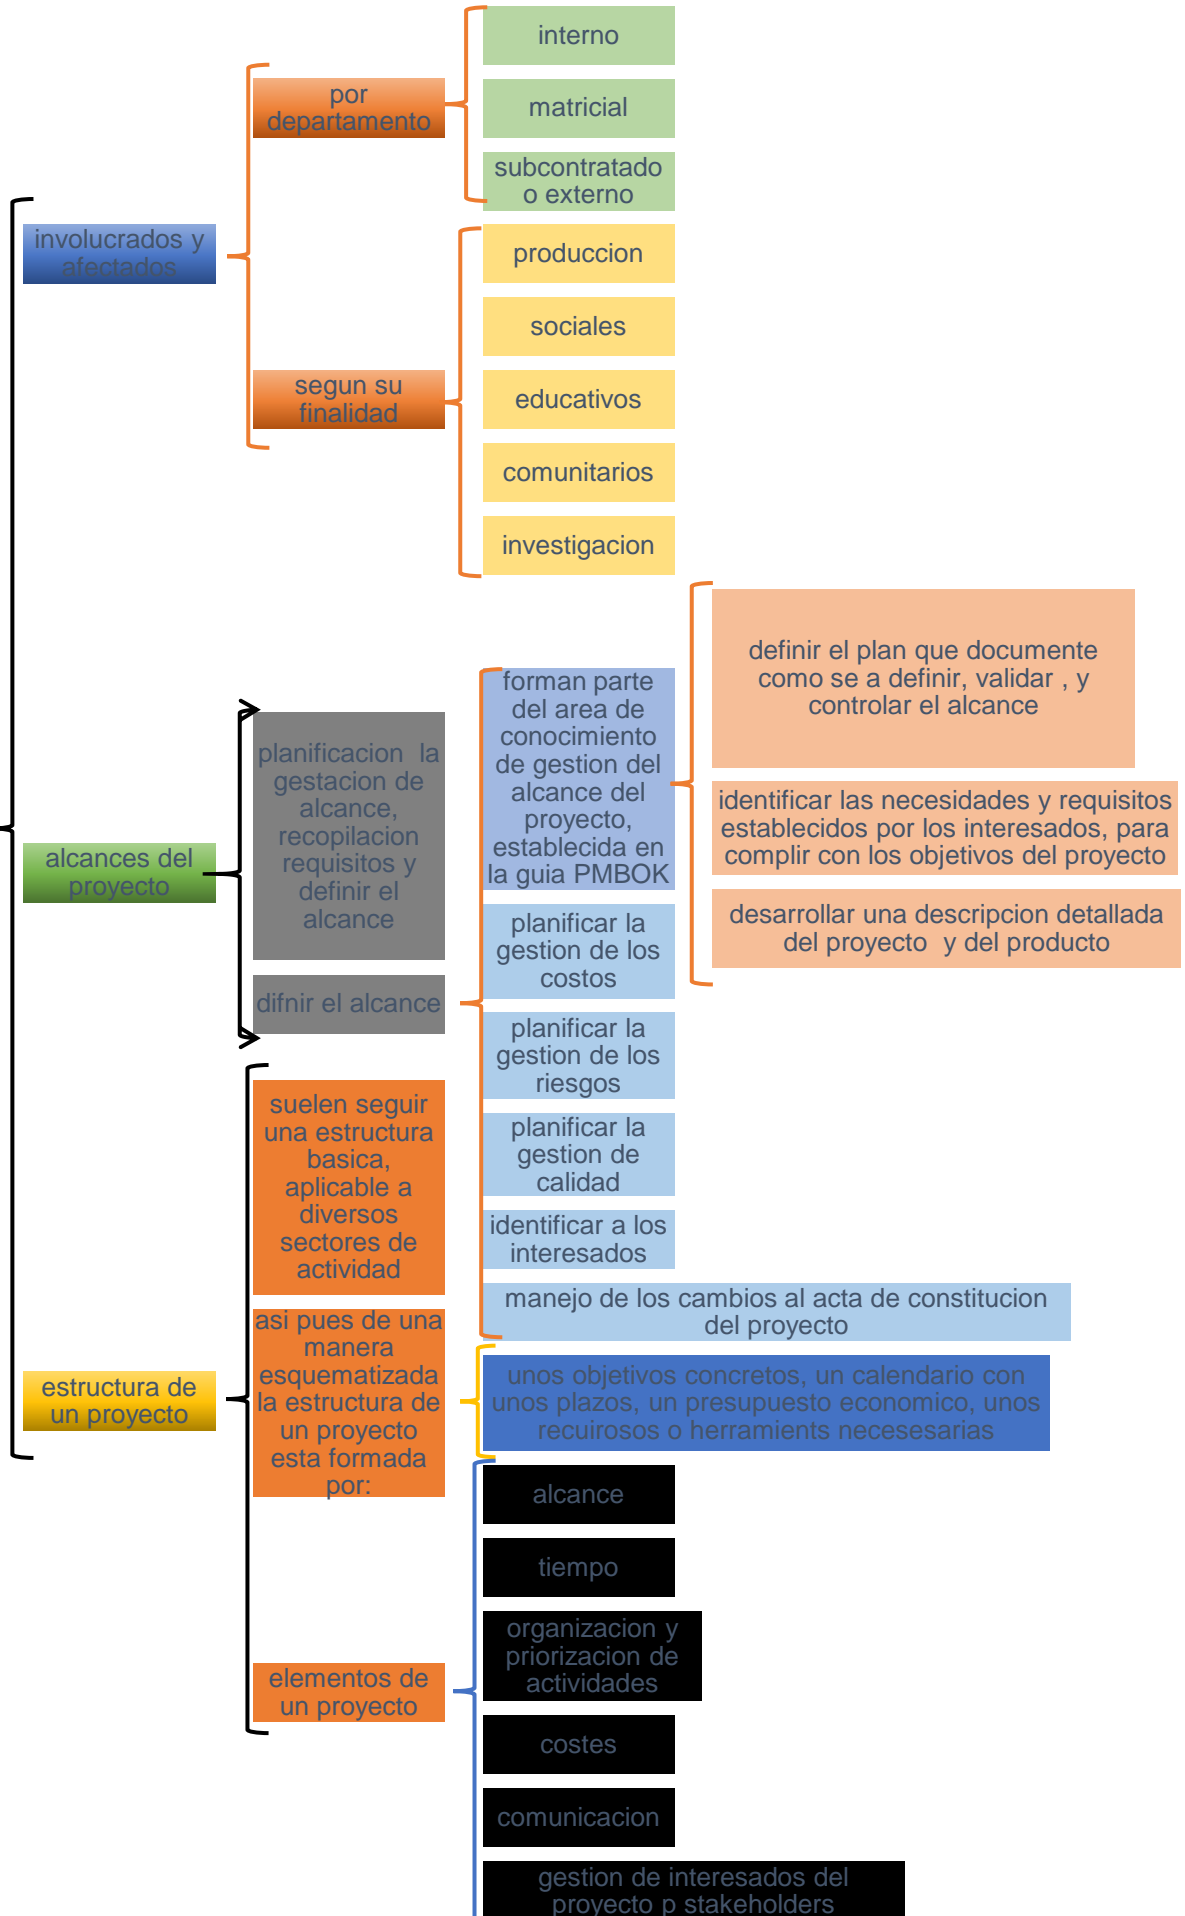 interno
matricial
subcontratado
o externo
por
departamento
involucrados y
afectados
produccion
sociales
educativos
comunitarios
investigacion
segun su
finalidad
alcances del
proyecto
planificacion  la
gestacion de
alcance,
recopilacion
requisitos y
definir el
alcance
difnir el alcance
forman parte
del area de
conocimiento
de gestion del
alcance del
proyecto,
establecida en
la guia PMBOK
definir el plan que documente
como se a definir, validar , y
controlar el alcance
identificar las necesidades y requisitos
establecidos por los interesados, para
complir con los objetivos del proyecto
desarrollar una descripcion detallada
del proyecto  y del producto
planificar la
gestion de los
costos
planificar la
gestion de los
riesgos
planificar la
gestion de
calidad
identificar a los
interesados
manejo de los cambios al acta de constitucion
del proyecto
estructura de
un proyecto
suelen seguir
una estructura
basica,
aplicable a
diversos
sectores de
actividad
asi pues de una
manera
esquematizada
la estructura de
un proyecto
esta formada
por:
unos objetivos concretos, un calendario con
unos plazos, un presupuesto economico, unos
recuirosos o herramients necesesarias
elementos de
un proyecto
alcance
tiempo
organizacion y
priorizacion de
actividades
costes
comunicacion
gestion de interesados del
proyecto p stakeholders